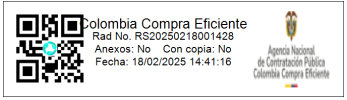 Colombia Compra Eficiente
Rad No. RS20250218001428
Anexos: No Con copia: No
Fecha: 18/02/2025 14:41:16
Agencia Nacional
de Contratación Pública
Colombia Compra Eficiente